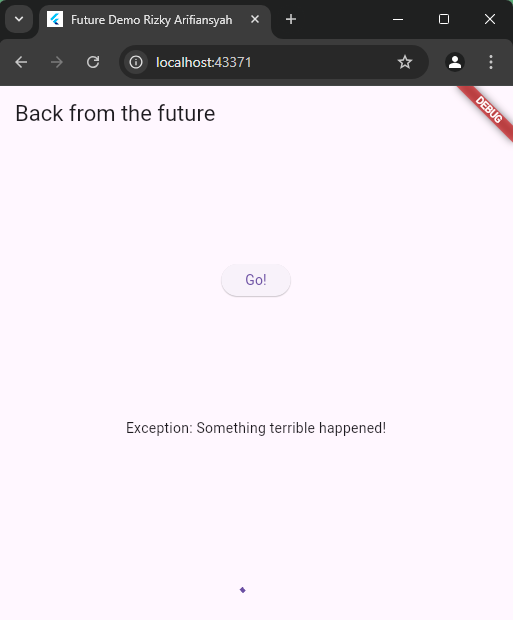 Future Demo Rizky Arifiansyah
localhost:43371
Back from the future
DEBUG
Go!
Exception: Something terrible happened!